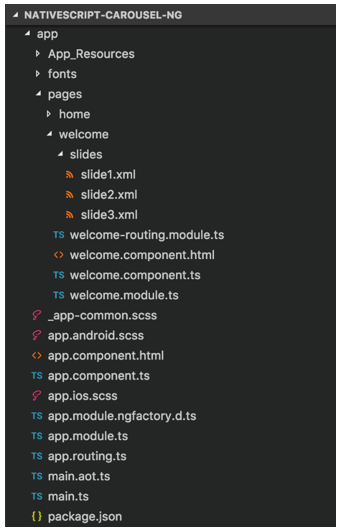 NATIVESCRIPT-CAROUSEL-NG
app
App_Resources
fonts
pages
home
welcome
slides
slide1.xml
slide2.xml
slide3.xml
TS welcome-routing.module.ts
<> welcome.component.html
TS welcome.component.ts
TS welcome.module.ts
_app-common.scss
app.android.scss
<> app.component.html
TS app.component.ts
app.ios.scss
TS app.module.ngfactory.d.ts
TS app.module.ts
TS app.routing.ts
TS main.aot.ts
TS main.ts
{} package.json